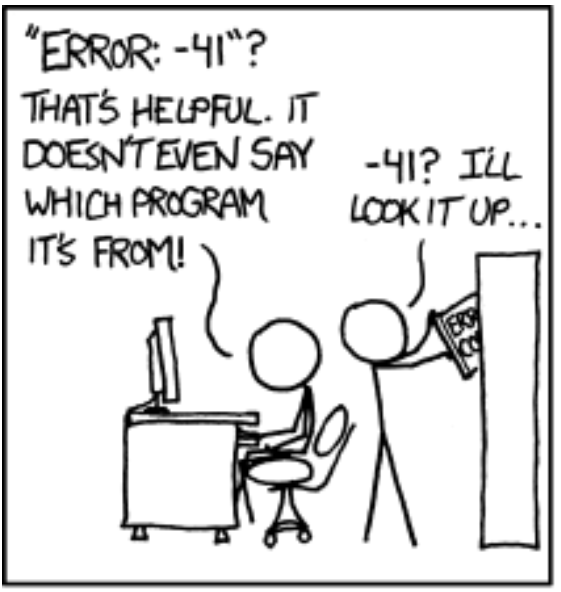 "ERROR: -41"?
THAT'S HELPFUL. IT
DOESN'T EVEN SAY
WHICH PROGRAM
IT'S FROM!
-41? I'LL
LOOK IT UP...